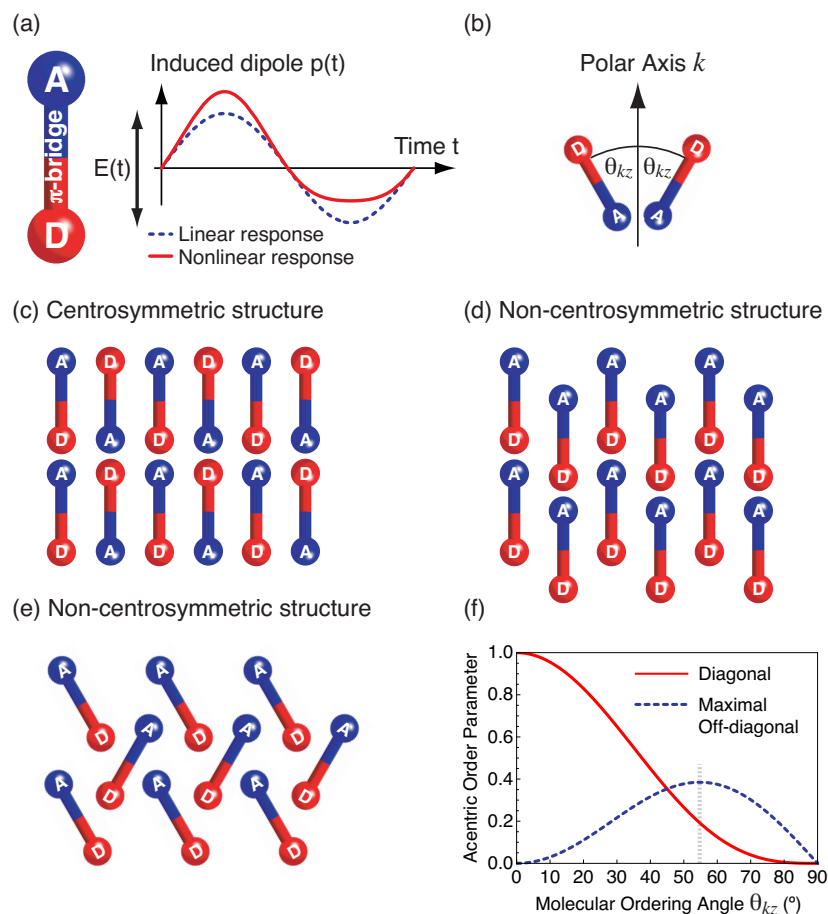 (a)
(b)
A
π-bridge
D
Induced dipole p(t)
E(t)
Time t
Linear response
Nonlinear response
Polar Axis k
D D
θkz θkz
A A
(c) Centrosymmetric structure
A D A D A D
D A D A D A
A D A D A D
D A D A D A
(d) Non-centrosymmetric structure
A A A
A A A
D D D
D D D
A A A
A A A
D D D
D D D
(e) Non-centrosymmetric structure
A A A
A A A
D D D
A A A
D D D
D D D
(f)
Acentric Order Parameter
1.0
0.8
0.6
0.4
0.2
0.0
Diagonal
Maximal
Off-diagonal
0 10 20 30 40 50 60 70 80 90
Molecular Ordering Angle θkz (º)